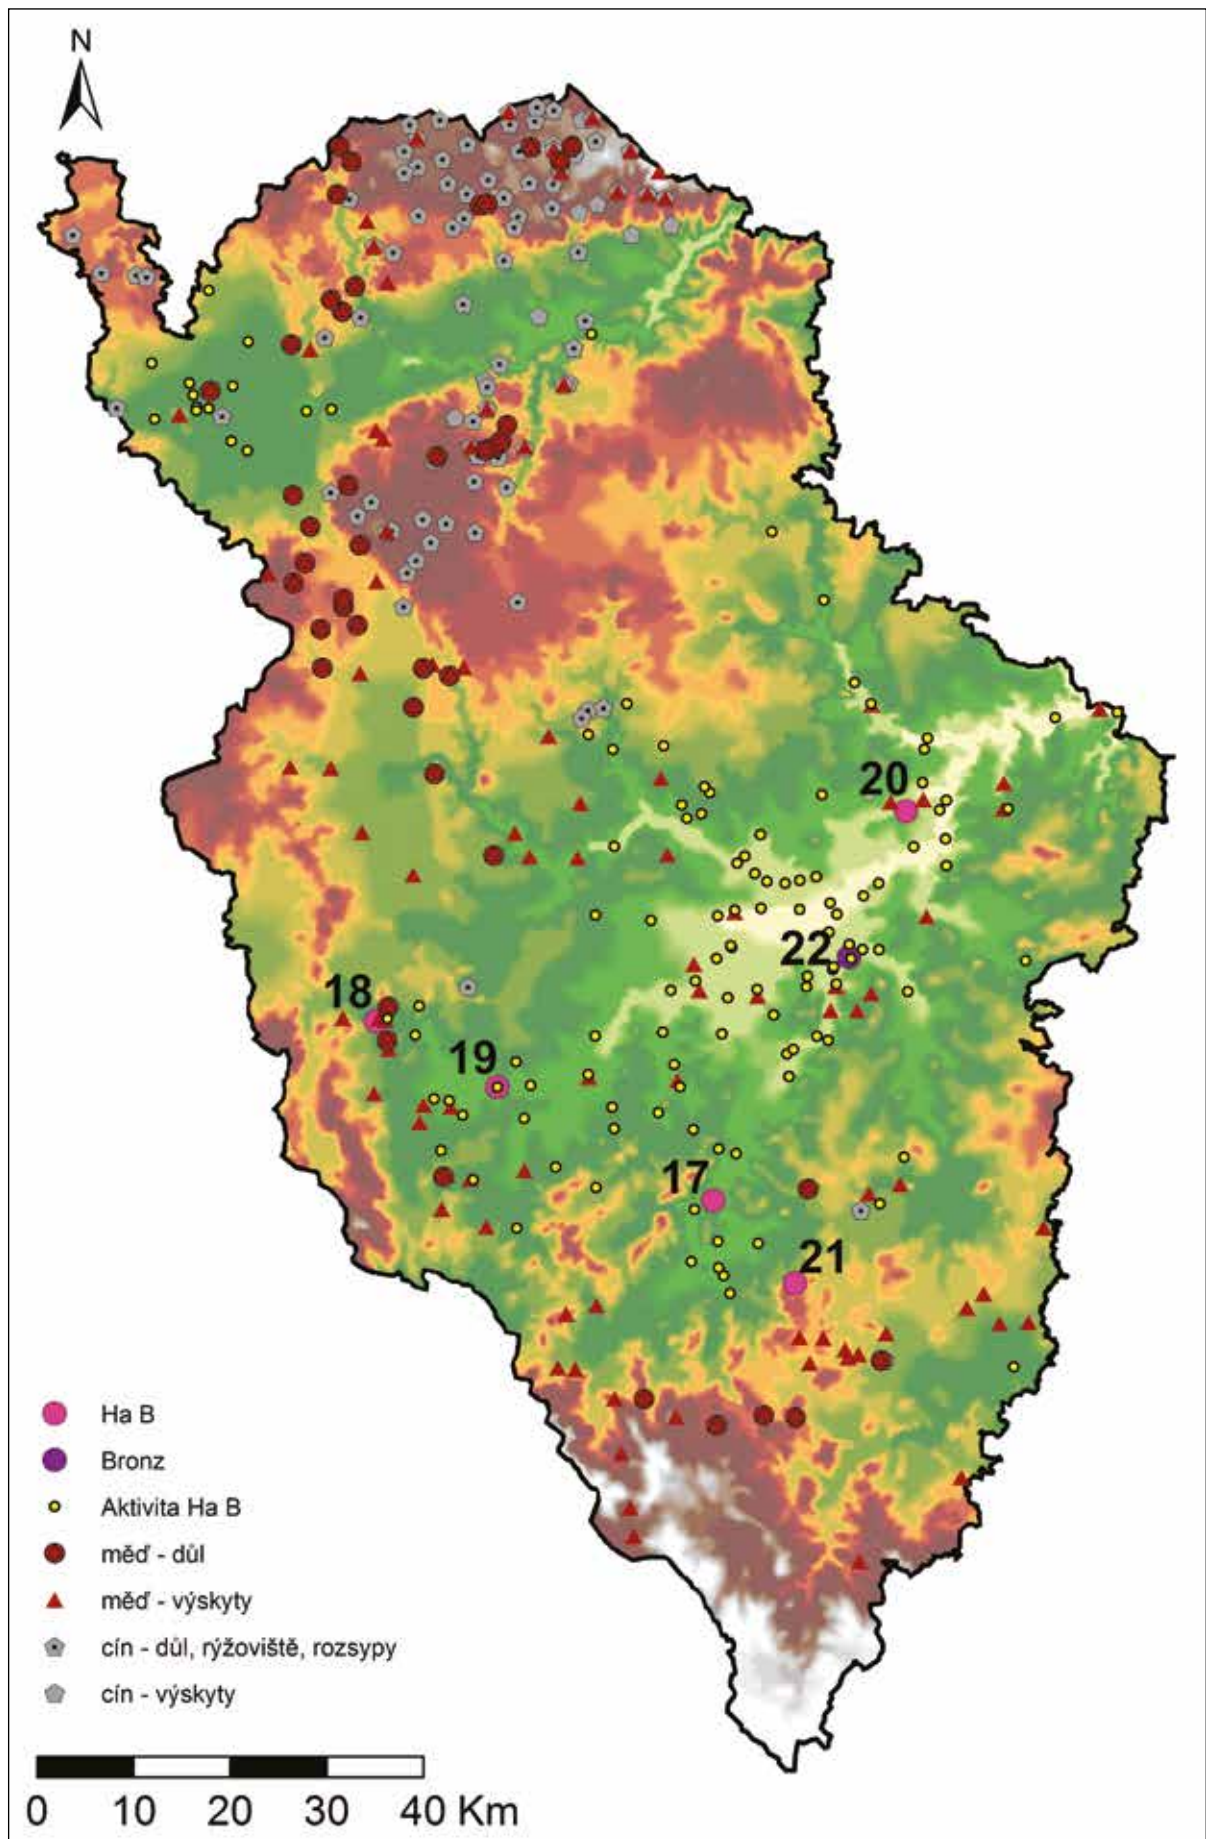 N
20
22
18
19
17
21
Ha B
Bronz
Aktivita Ha B
měď - důl
měď - výskyty
cín - důl, rýžoviště, rozsypy
cín - výskyty
0 10 20 30 40 Km